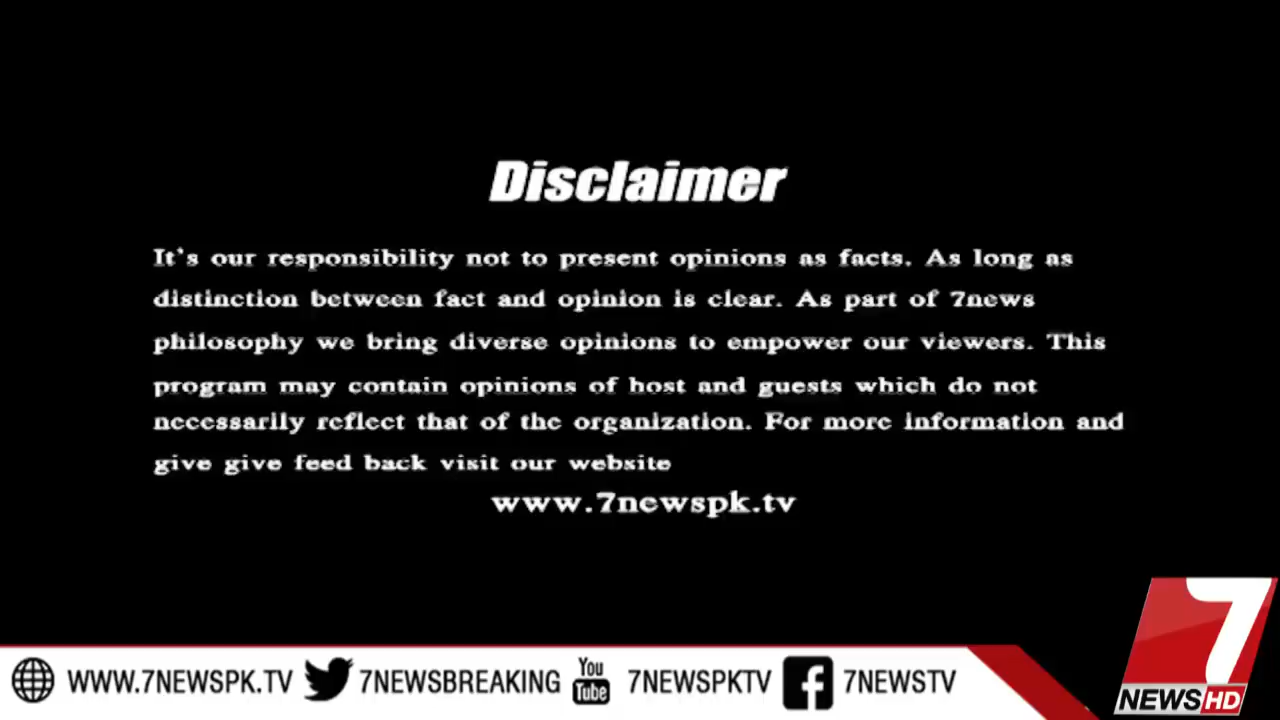 Disclaimer
It's our responsibility not to present opinions as facts. As long as
distinction between fact and opinion is clear. As part of 7news
philosophy we bring diverse opinions to empower our viewers. This
program may contain opinions of host and guests which do not
necessarily reflect that of the organization. For more information and
give give feed back visit our website
www.7newspk.tv
7
NEWS HD
WWW.7NEWSPK.TV 7NEWSBREAKING You Tube 7NEWSPKTV f 7NEWSTV